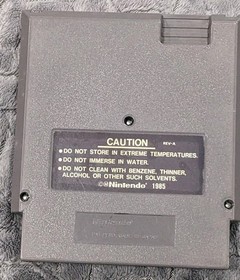 CAUTION REV-A
•DO NOT STORE IN EXTREME TEMPERATURES.
•DO NOT IMMERSE IN WATER.
•DO NOT CLEAN WITH BENZENE, THINNER,
ALCOHOL OR OTHER SUCH SOLVENTS.
©Nintendo® 1985